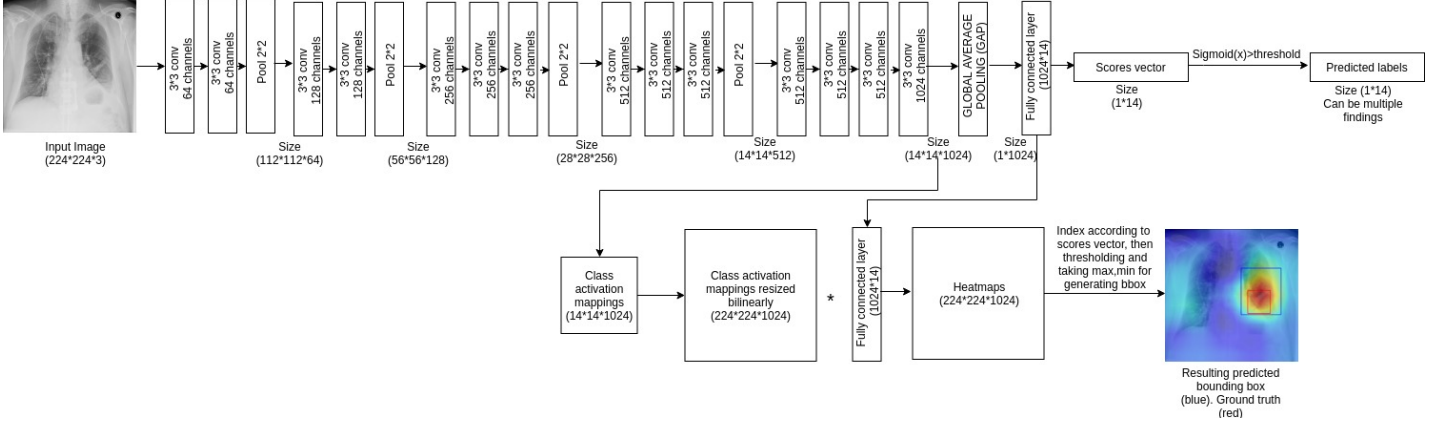 3*3 conv
64 channels
3*3 conv
64 channels
Pool 2*2
3*3 conv
128 channels
3*3 conv
128 channels
Pool 2*2
3*3 conv
256 channels
3*3 conv
256 channels
3*3 conv
256 channels
Pool 2*2
3*3 conv
512 channels
3*3 conv
512 channels
3*3 conv
512 channels
Pool 2*2
3*3 conv
512 channels
3*3 conv
512 channels
3*3 conv
512 channels
3*3 conv
1024 channels
GLOBAL AVERAGE
POOLING (GAP)
Fully connected layer
(1024*14)
Scores vector
Size
(1*14)
Sigmoid(x)>threshold
Predicted labels
Size (1*14)
Can be multiple
findings
Input Image
(224*224*3)
Size
(112*112*64)
Size
(56*56*128)
Size
(28*28*256)
Size
(14*14*512)
Size
(14*14*1024)
Size
(1*1024)
Class
activation
mappings
(14*14*1024)
Class activation
mappings resized
bilinearly
(224*224*1024)
*
Fully connected layer
(1024*14)
Heatmaps
(224*224*1024)
Index according to
scores vector, then
thresholding and
taking max,min for
generating bbox
Resulting predicted
bounding box
(blue). Ground truth
(red)